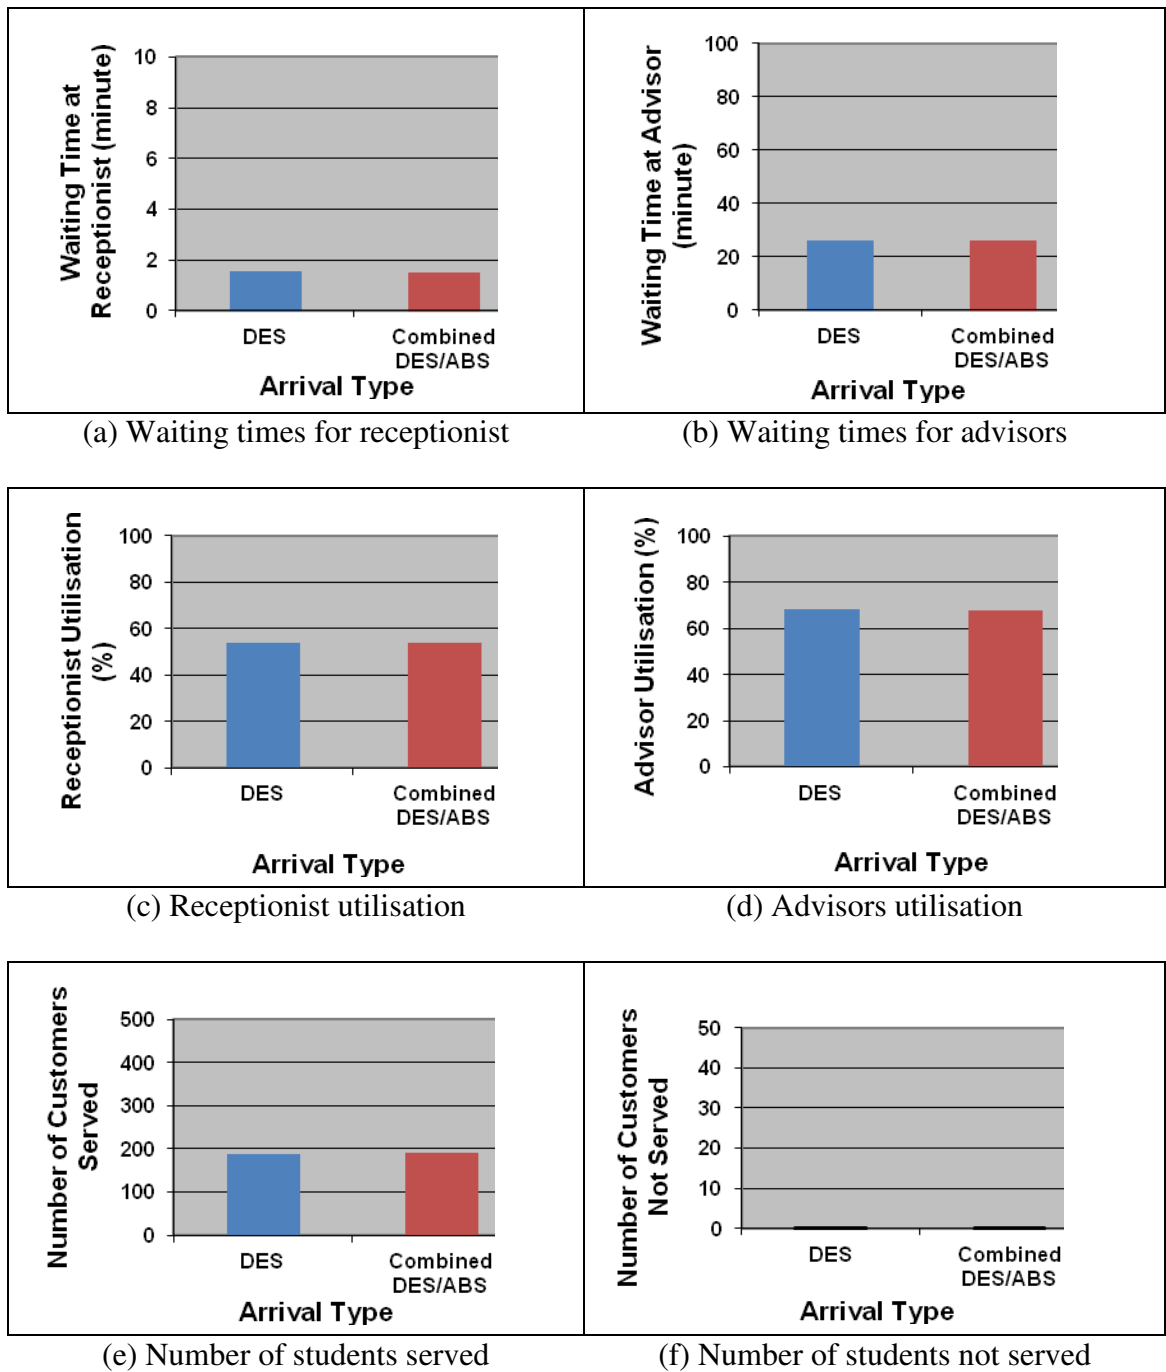 Waiting Time at
Receptionist (minute)
10
8
6
4
2
0
DES
Combined
DES/ABS
Arrival Type
Waiting Time at Advisor
(minute)
100
80
60
40
20
0
DES
Combined
DES/ABS
Arrival Type
(a) Waiting times for receptionist
(b) Waiting times for advisors
Receptionist Utilisation
(%)
100
80
60
40
20
0
DES
Combined
DES/ABS
Arrival Type
Advisor Utilisation (%)
100
80
60
40
20
0
DES
Combined
DES/ABS
Arrival Type
(c) Receptionist utilisation
(d) Advisors utilisation
Number of Customers
Served
500
400
300
200
100
0
DES
Combined
DES/ABS
Arrival Type
Number of Customers
Not Served
50
40
30
20
10
0
DES
Combined
DES/ABS
Arrival Type
(e) Number of students served
(f) Number of students not served